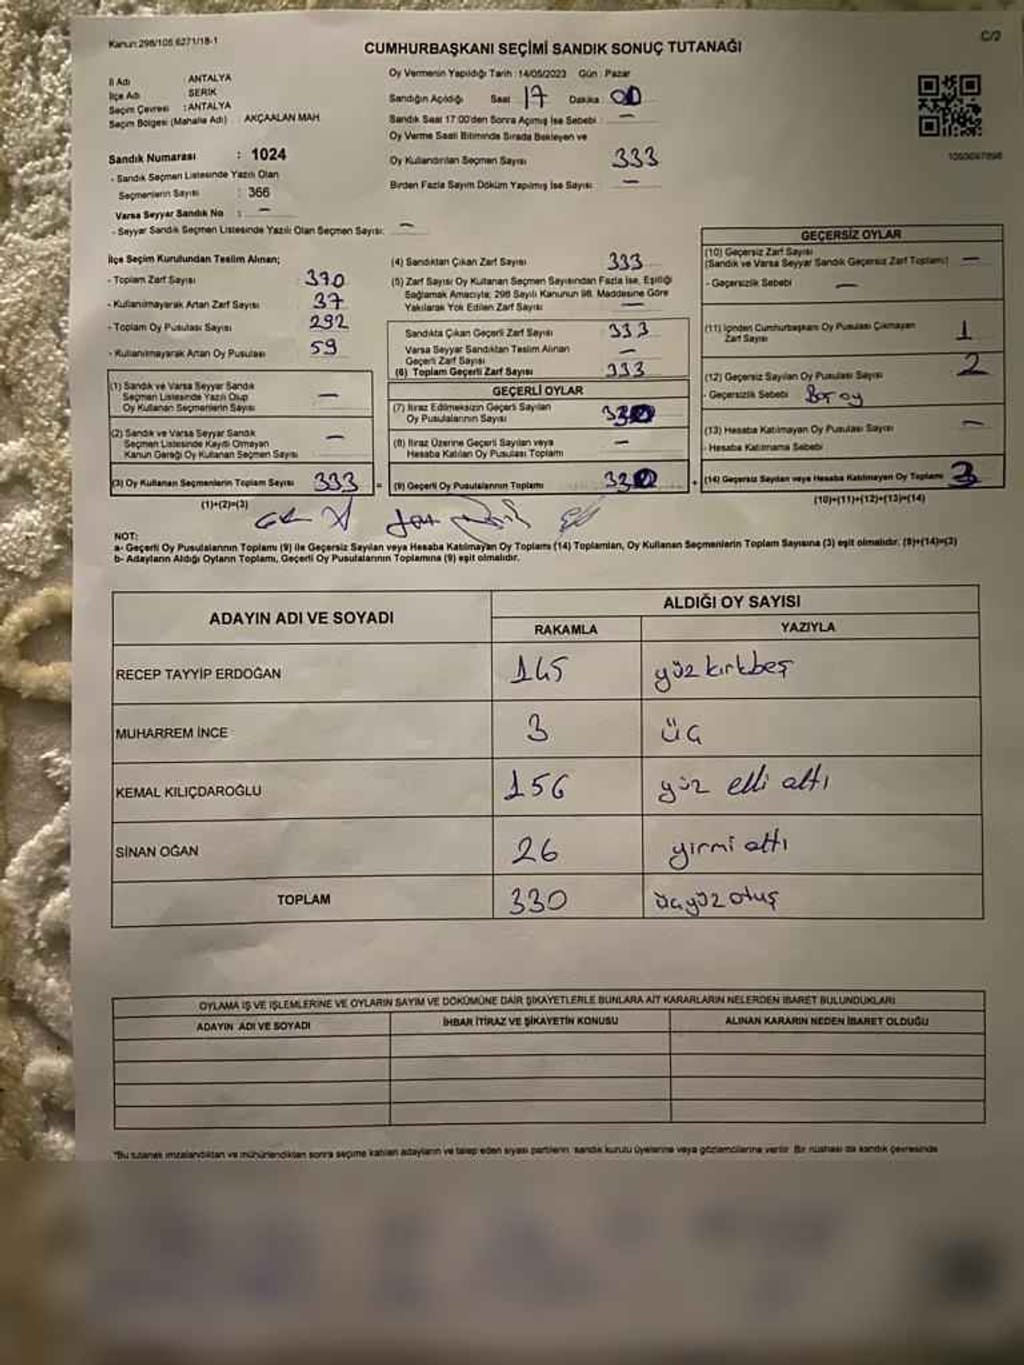 Kanun:298/105 6271/18-1
C/2
CUMHURBAŞKANI SEÇİMİ SANDIK SONUÇ TUTANAĞI
İl Adı : ANTALYA
İlçe Adı : SERİK
Seçim Çevresi : ANTALYA
Seçim Bölgesi (Mahalle Adı) : AKÇAALAN MAH.
Sandık Numarası : 1024
- Sandık Seçmen Listesinde Yazılı Olan
Seçmenlerin Sayısı : 366
Varsa Seyyar Sandık No : –
- Seyyar Sandık Seçmen Listesinde Yazılı Olan Seçmen Sayısı: –
Oy Vermenin Yapıldığı Tarih : 14/05/2023 Gün : Pazar
Sandığın Açıldığı Saat 17 Dakika : 00
Sandık Saat 17:00'den Sonra Açılmış İse Sebebi : –
Oy Verme Saati Bitiminde Sırada Bekleyen ve
Oy Kullandırılan Seçmen Sayısı 333
Birden Fazla Sayım Döküm Yapılmış İse Sayısı : –
İlçe Seçim Kurulundan Teslim Alınan;
- Toplam Zarf Sayısı 370
- Kullanılmayarak Artan Zarf Sayısı 37
- Toplam Oy Pusulası Sayısı 292
- Kullanılmayarak Artan Oy Pusulası 59
(1) Sandık ve Varsa Seyyar Sandık
Seçmen Listesinde Yazılı Olup
Oy Kullanan Seçmenlerin Sayısı –
(2) Sandık ve Varsa Seyyar Sandık
Seçmen Listesinde Kaydı Olmayan
Kanun Gereği Oy Kullanan Seçmen Sayısı –
(3) Oy Kullanan Seçmenlerin Toplam Sayısı 333 =
(1)+(2)=(3)
(4) Sandıktan Çıkan Zarf Sayısı 333
(5) Zarf Sayısı Oy Kullanan Seçmen Sayısından Fazla İse, Eşitliği
Sağlamak Amacıyla; 298 Sayılı Kanunun 98. Maddesine Göre
Yakılarak Yok Edilen Zarf Sayısı –
Sandıkta Çıkan Geçerli Zarf Sayısı 333
Varsa Seyyar Sandıktan Teslim Alınan
Geçerli Zarf Sayısı –
(6) Toplam Geçerli Zarf Sayısı 333
GEÇERLİ OYLAR
(7) İtiraz Edilmeksizin Geçerli Sayılan
Oy Pusulalarının Sayısı 330
(8) İtiraz Üzerine Geçerli Sayılan veya
Hesaba Katılan Oy Pusulası Toplamı –
(9) Geçerli Oy Pusulalarının Toplamı 330 +
GEÇERSİZ OYLAR
(10) Geçersiz Zarf Sayısı
(Sandık ve Varsa Seyyar Sandık Geçersiz Zarf Toplamı) –
- Geçersizlik Sebebi –
(11) İçinden Cumhurbaşkanı Oy Pusulası Çıkmayan
Zarf Sayısı 1
(12) Geçersiz Sayılan Oy Pusulası Sayısı 2
- Geçersizlik Sebebi Boş oy
(13) Hesaba Katılmayan Oy Pusulası Sayısı –
- Hesaba Katılmama Sebebi
(14) Geçersiz Sayılan veya Hesaba Katılmayan Oy Toplamı 3
(10)+(11)+(12)+(13)=(14)
NOT:
a- Geçerli Oy Pusulalarının Toplamı (9) ile Geçersiz Sayılan veya Hesaba Katılmayan Oy Toplamı (14) Toplamları, Oy Kullanan Seçmenlerin Toplam Sayısına (3) eşit olmalıdır. (9)+(14)=(3)
b- Adayların Aldığı Oyların Toplamı, Geçerli Oy Pusulalarının Toplamına (9) eşit olmalıdır.
ADAYIN ADI VE SOYADI
ALDIĞI OY SAYISI
RAKAMLA YAZIYLA
RECEP TAYYİP ERDOĞAN 145 yüz kırkbeş
MUHARREM İNCE 3 üç
KEMAL KILIÇDAROĞLU 156 yüz elli altı
SİNAN OĞAN 26 yirmi altı
TOPLAM 330 üçyüz otuz
OYLAMA İŞ VE İŞLEMLERİNE VE OYLARIN SAYIM VE DÖKÜMÜNE DAİR ŞİKAYETLERLE BUNLARA AİT KARARLARIN NELERDEN İBARET BULUNDUKLARI
ADAYIN ADI VE SOYADI İHBAR İTİRAZ VE ŞİKAYETİN KONUSU ALINAN KARARIN NEDEN İBARET OLDUĞU
*Bu tutanak imzalandıktan ve mühürlendikten sonra seçime katılan adayların ve talep eden siyasi partilerin sandık kurulu üyelerine veya gözlemcilerine verilir. Bir nüshası da sandık çevresinde